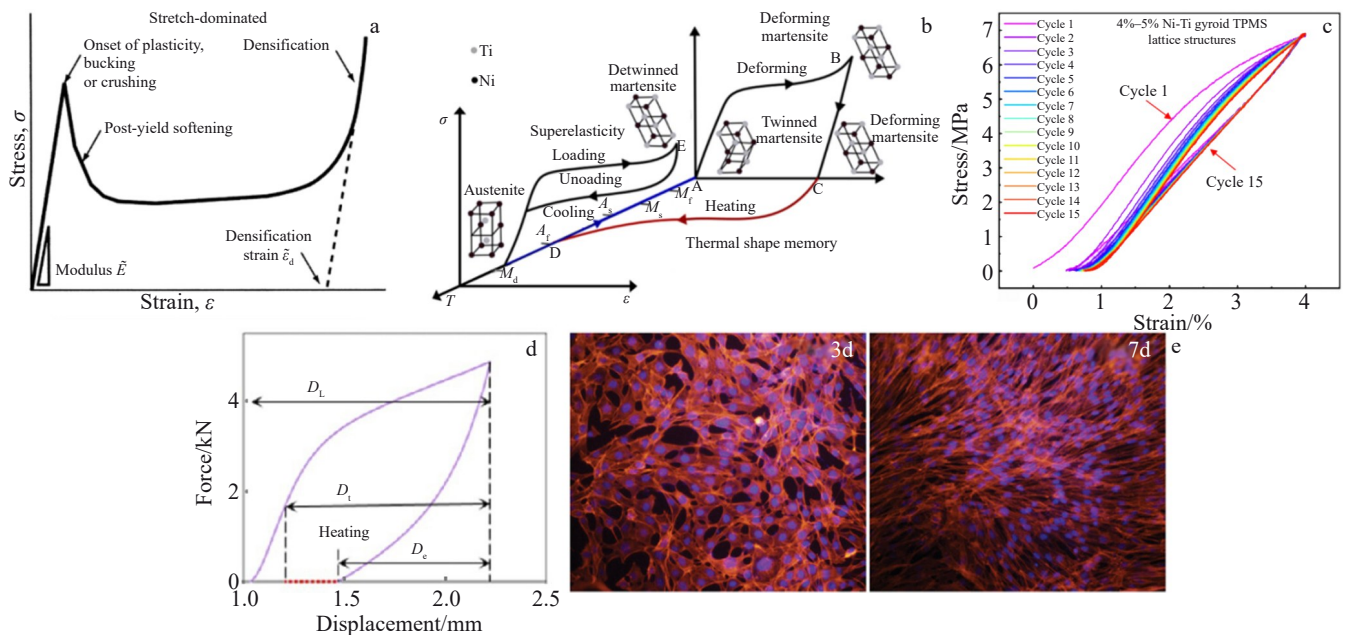 Stretch-dominated
a
Onset of plasticity,
bucking
or crushing
Densification
Post-yield softening
Densification
strain ε̃d
Modulus Ẽ
Stress, σ
Strain, ε
b
Ti
Ni
σ
Deforming
martensite
B
Deforming
Detwinned
martensite
Twinned
martensite
Deforming
martensite
Superelasticity
Loading
E
Unoading
Austenite
Cooling
As
Ms
Mf
A
C
Heating
Af
D
Thermal shape memory
Md
T
ε
c
4%–5% Ni-Ti gyroid TPMS
lattice structures
Cycle 1
Cycle 2
Cycle 3
Cycle 4
Cycle 5
Cycle 6
Cycle 7
Cycle 8
Cycle 9
Cycle 10
Cycle 11
Cycle 12
Cycle 13
Cycle 14
Cycle 15
Cycle 1
Cycle 15
7
6
5
4
3
2
1
0
Stress/MPa
0 1 2 3 4
Strain/%
d
DL
Dt
Heating
De
4
2
0
Force/kN
1.0 1.5 2.0 2.5
Displacement/mm
3d
7d
e